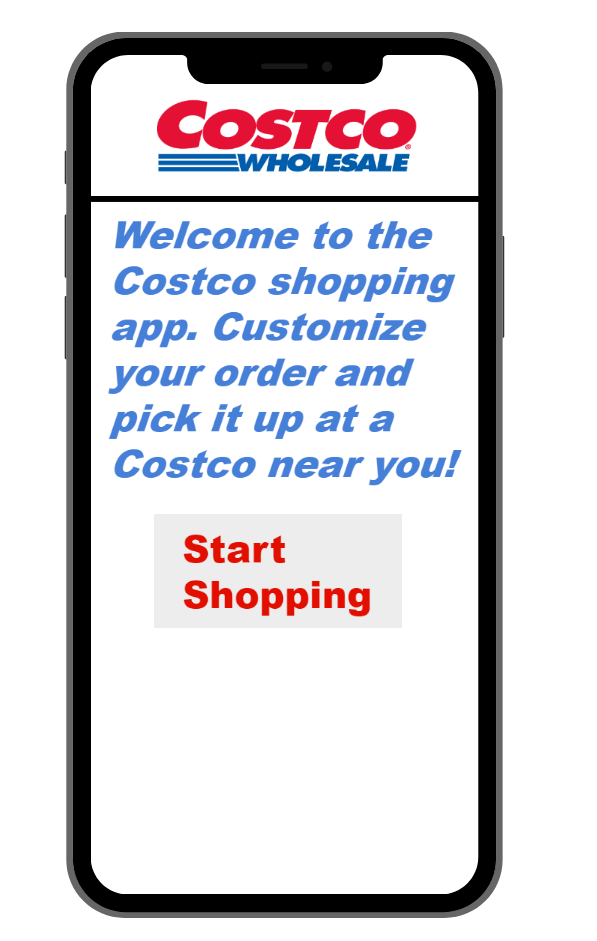 COSTCO
WHOLESALE
Welcome to the
Costco shopping
app. Customize
your order and
pick it up at a
Costco near you!
Start
Shopping